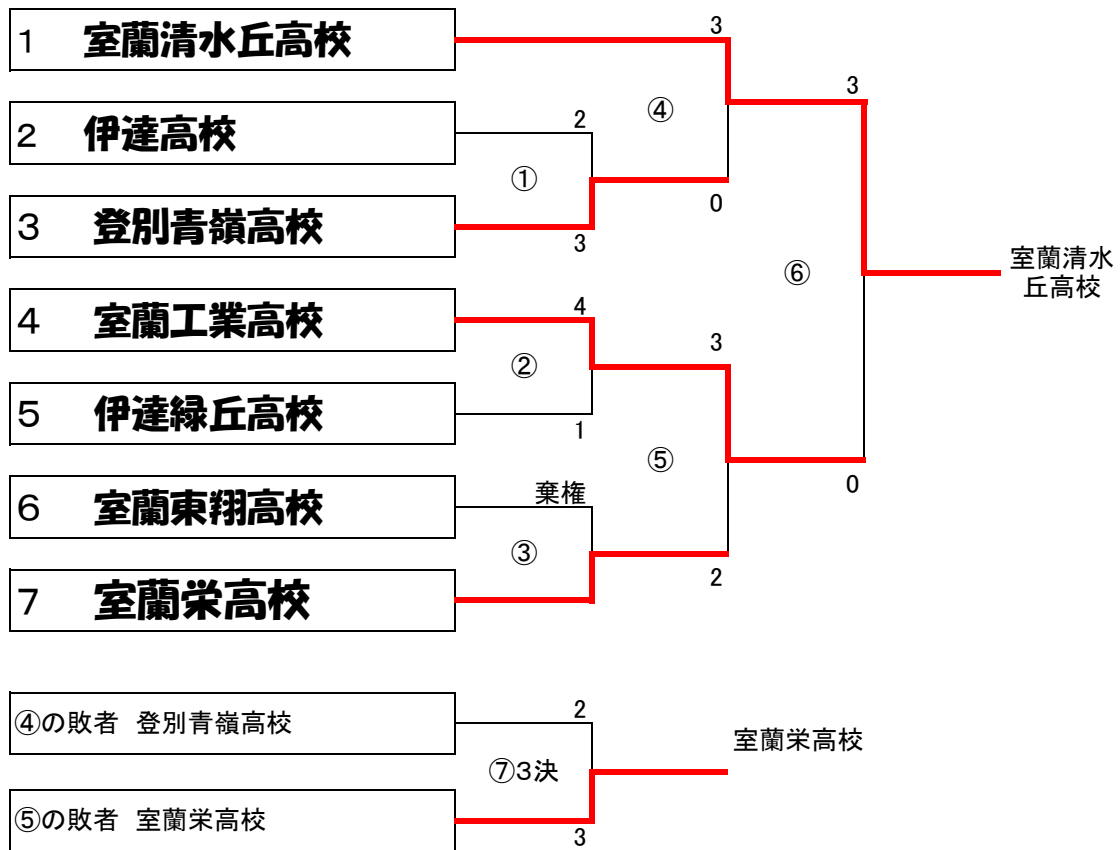 1 室蘭清水丘高校
3
3
④
2 伊達高校
2
①
0
3 登別青嶺高校
3
⑥
室蘭清水
丘高校
4 室蘭工業高校
4
3
②
5 伊達緑丘高校
1
⑤
0
6 室蘭東翔高校
棄権
③
2
7 室蘭栄高校
④の敗者 登別青嶺高校
2
室蘭栄高校
⑦3決
⑤の敗者 室蘭栄高校
3